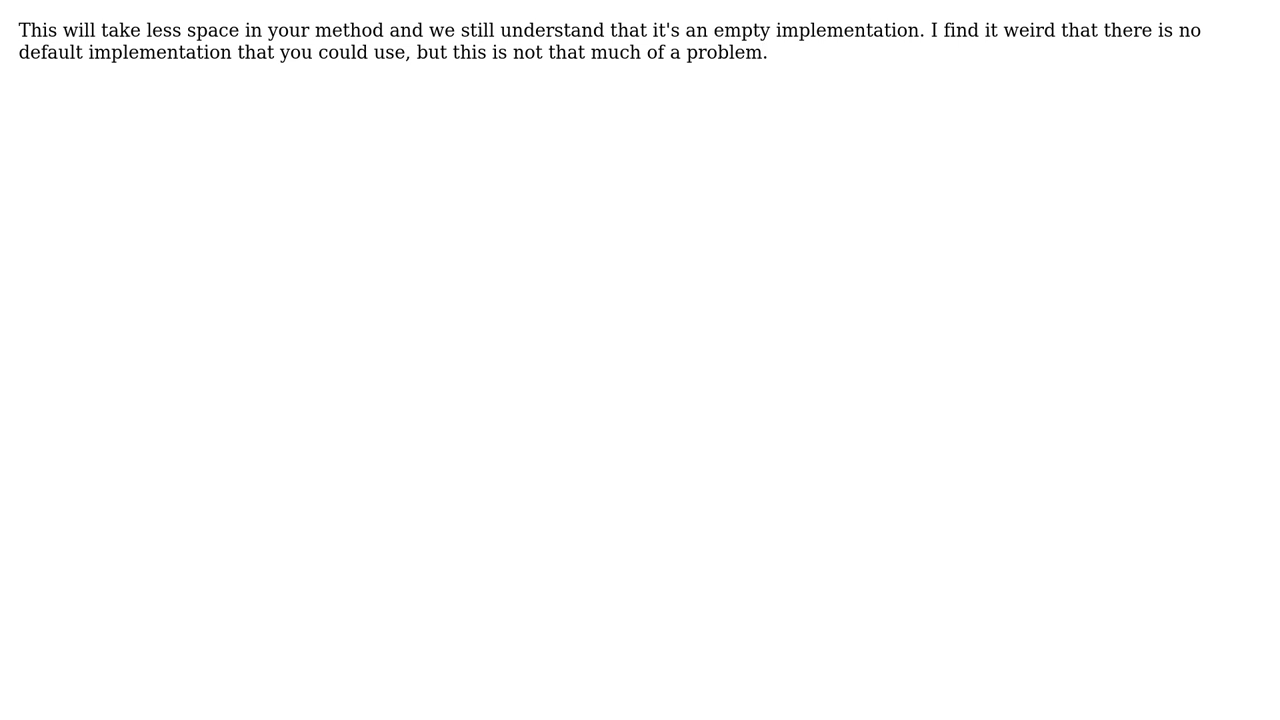 This will take less space in your method and we still understand that it's an empty implementation. I find it weird that there is no
default implementation that you could use, but this is not that much of a problem.